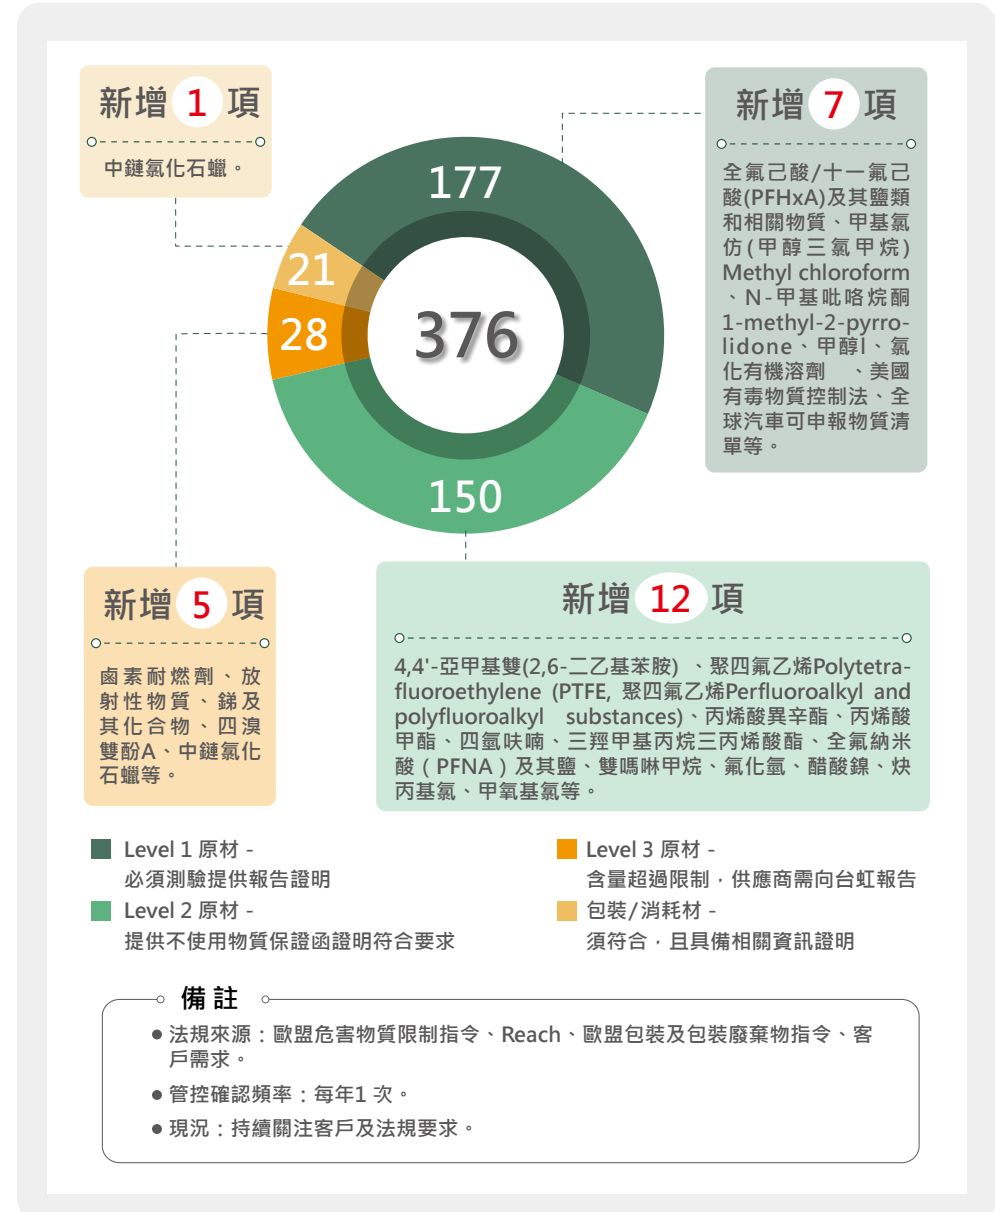 新增 1 項
中鏈氯化石蠟。
新增 7 項
全氟己酸/十一氟己
酸(PFHxA)及其鹽類
和相關物質、甲基氯
仿(甲醇三氯甲烷)
Methyl chloroform
、N-甲基吡咯烷酮
1-methyl-2-pyrro-
lidone、甲醇l、氯
化有機溶劑 、美國
有毒物質控制法、全
球汽車可申報物質清
單等。
177
21
28
376
150
新增 5 項
鹵素耐燃劑、放
射性物質、銻及
其化合物、四溴
雙酚A、中鏈氯化
石蠟等。
新增 12 項
4,4'-亞甲基雙(2,6-二乙基苯胺) 、聚四氟乙烯Polytetra-
fluoroethylene (PTFE, 聚四氟乙烯Perfluoroalkyl and
polyfluoroalkyl substances)、丙烯酸異辛酯、丙烯酸
甲酯、四氫呋喃、三羥甲基丙烷三丙烯酸酯、全氟納米
酸 ( PFNA ) 及其鹽、雙嗎啉甲烷、氟化氫、醋酸鎳、炔
丙基氯、甲氧基氯等。
Level 1 原材 -
必須測驗提供報告證明
Level 2 原材 -
提供不使用物質保證函證明符合要求
Level 3 原材 -
含量超過限制，供應商需向台虹報告
包裝/消耗材 -
須符合，且具備相關資訊證明
備註
● 法規來源：歐盟危害物質限制指令、Reach、歐盟包裝及包裝廢棄物指令、客
戶需求。
● 管控確認頻率：每年1 次。
● 現況：持續關注客戶及法規要求。